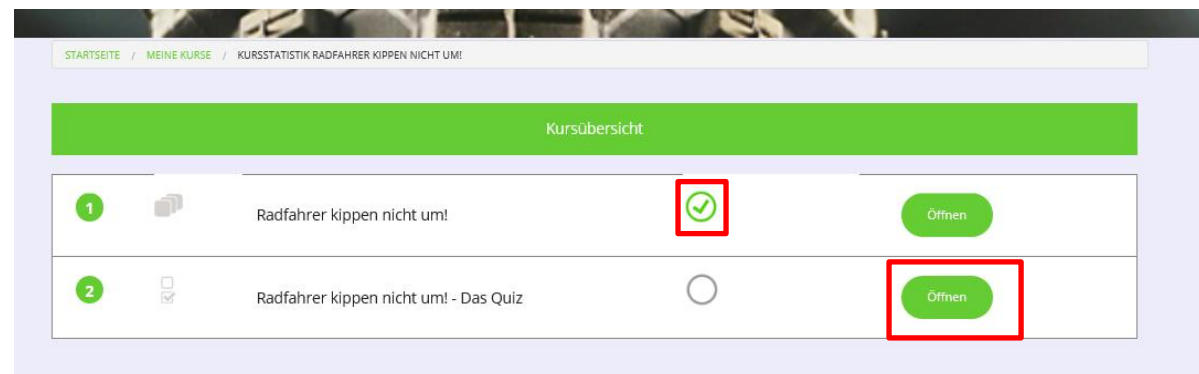 STARTSEITE / MEINE KURSE / KURSSTATISTIK RADFAHRER KIPPEN NICHT UM!
Kursübersicht
1 Radfahrer kippen nicht um! Öffnen
2 Radfahrer kippen nicht um! - Das Quiz Öffnen